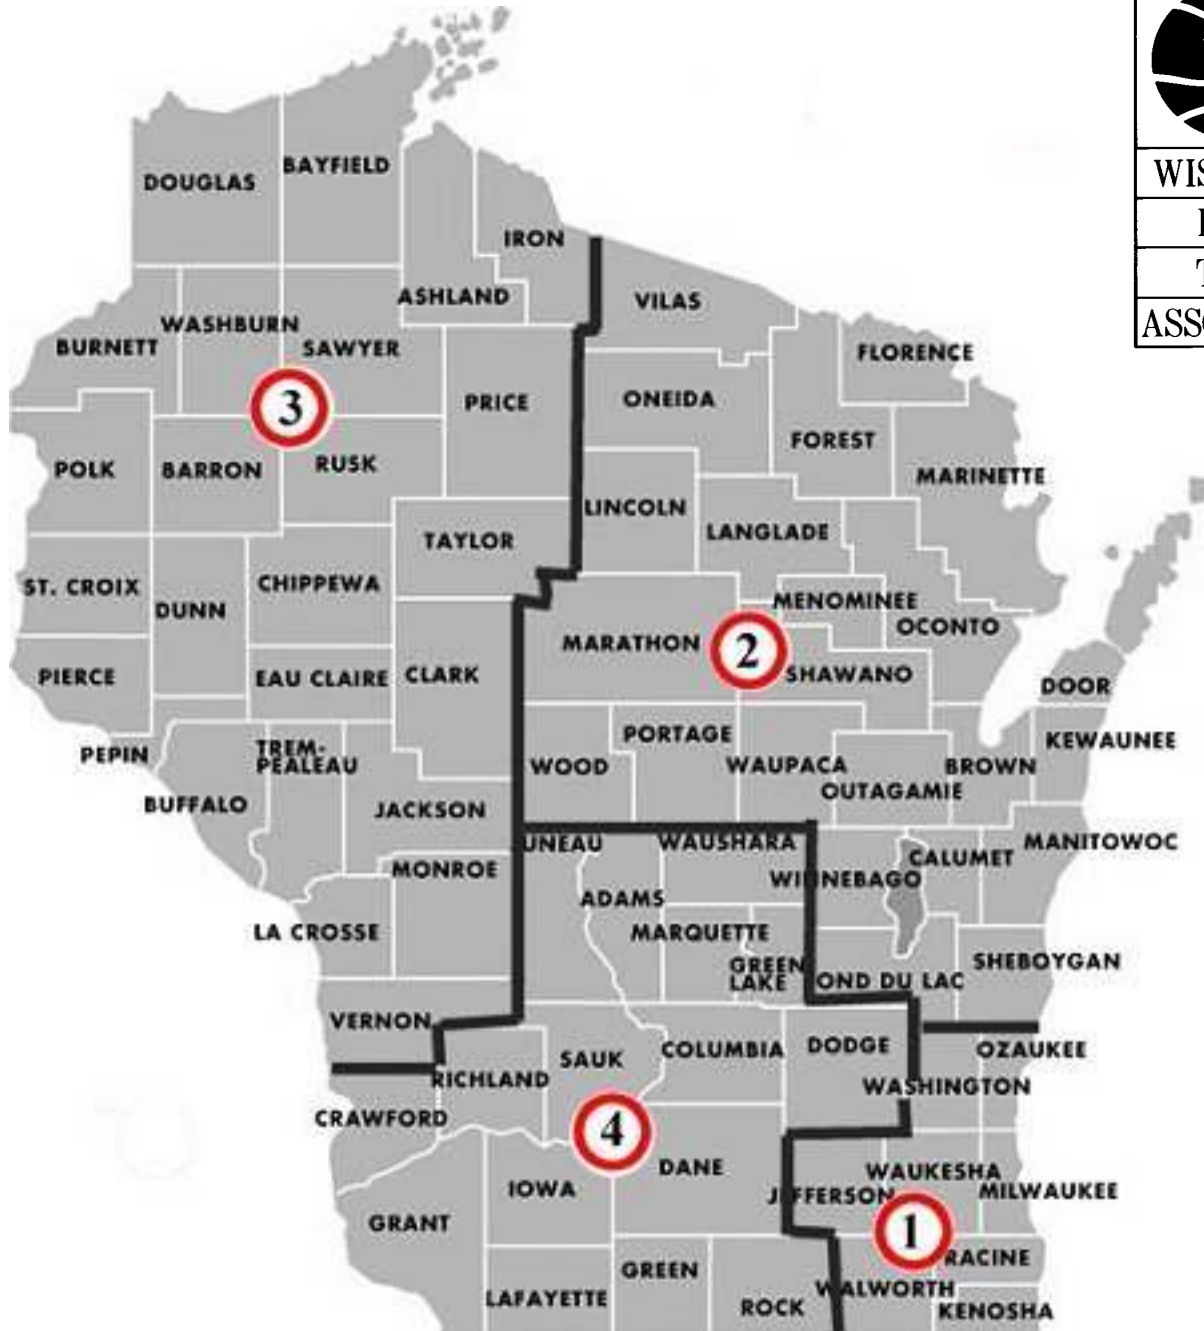 WIS
ASSO
BAYFIELD
DOUGLAS
IRON
ASHLAND
VILAS
WASHBURN
BURNETT
SAWYER
FLORENCE
3
PRICE
ONEIDA
FOREST
POLK
BARRON
RUSK
MARINETTE
LINCOLN
LANGLADE
TAYLOR
ST. CROIX
CHIPPEWA
DUNN
MENOMINEE
OCONTO
MARATHON
2
PIERCE
EAU CLAIRE
CLARK
SHAWANO
DOOR
PEPIN
TREM-
PEALEAU
PORTAGE
KEWAUNEE
WOOD
WAUPACA
BROWN
OUTAGAMIE
BUFFALO
JACKSON
UNEAU
WAUSHARA
MANITOWOC
CALUMET
MONROE
WINNEBAGO
ADAMS
LA CROSSE
MARQUETTE
GREEN
LAKE
SHEBOYGAN
OND DU LAC
VERNON
SAUK
COLUMBIA
DODGE
OZAUKEE
RICHLAND
WASHINGTON
CRAWFORD
4
DANE
WAUKESHA
IOWA
JEFFERSON
MILWAUKEE
GRANT
1
RACINE
GREEN
LAFAYETTE
WALWORTH
ROCK
KENOSHA